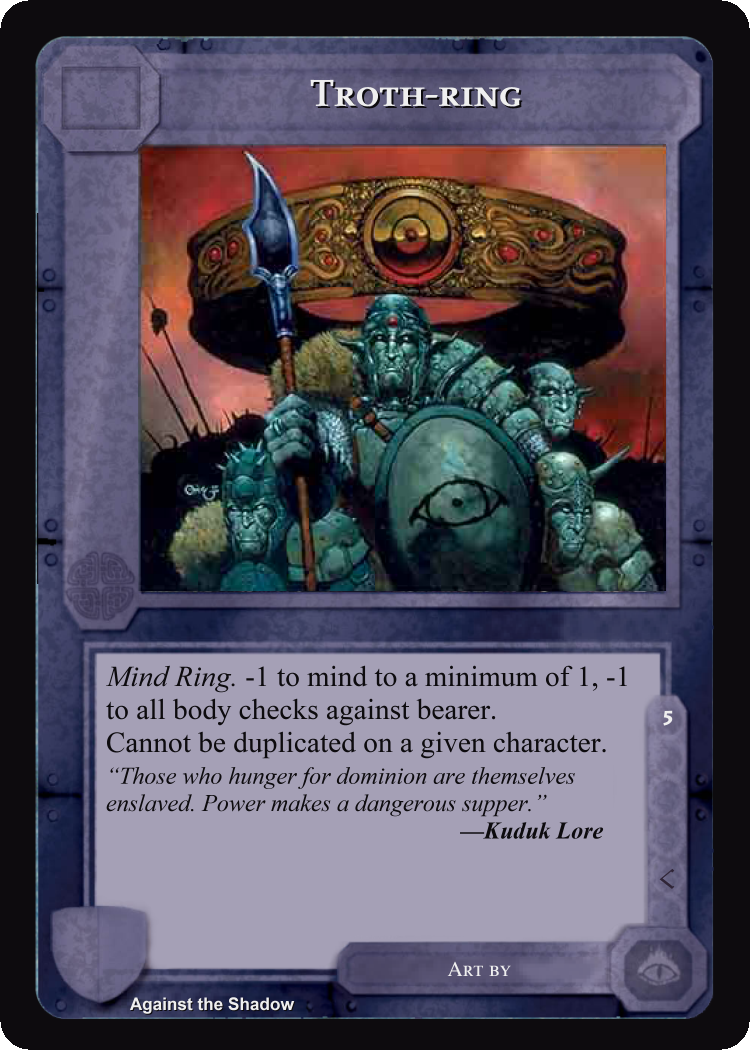 Troth-ring
Mind Ring. -1 to mind to a minimum of 1, -1
to all body checks against bearer.
Cannot be duplicated on a given character.
“Those who hunger for dominion are themselves
enslaved. Power makes a dangerous supper.”
—Kuduk Lore
5
<
Art by
Against the Shadow